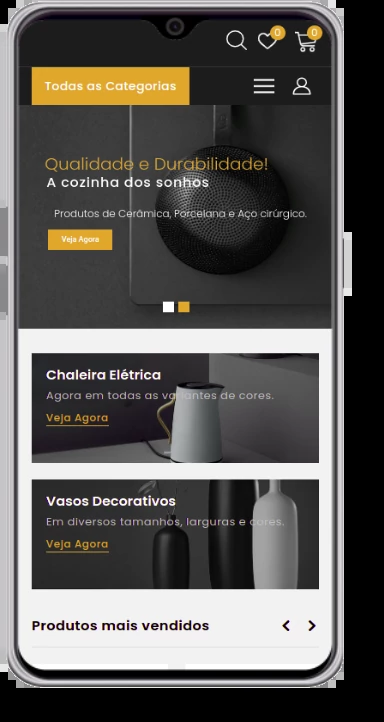 0 0
Todas as Categorias
Qualidade e Durabilidade!
A cozinha dos sonhos
Produtos de Cerâmica, Porcelana e Aço cirúrgico.
Veja Agora
Chaleira Elétrica
Agora em todas as variantes de cores.
Veja Agora
Vasos Decorativos
Em diversos tamanhos, larguras e cores.
Veja Agora
Produtos mais vendidos